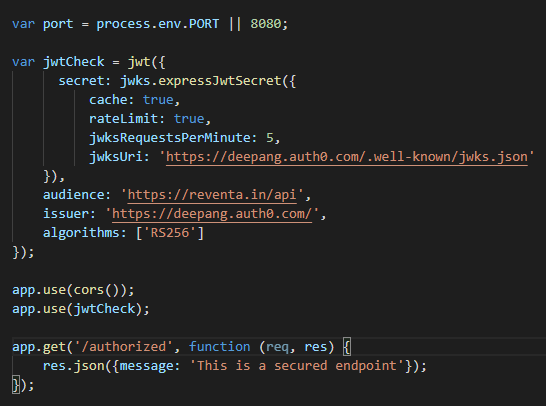 var port = process.env.PORT || 8080;
var jwtCheck = jwt({
secret: jwks.expressJwtSecret({
cache: true,
rateLimit: true,
jwksRequestsPerMinute: 5,
jwksUri: 'https://deepang.auth0.com/.well-known/jwks.json'
}),
audience: 'https://reventa.in/api',
issuer: 'https://deepang.auth0.com/',
algorithms: ['RS256']
});
app.use(cors());
app.use(jwtCheck);
app.get('/authorized', function (req, res) {
res.json({message: 'This is a secured endpoint'});
});